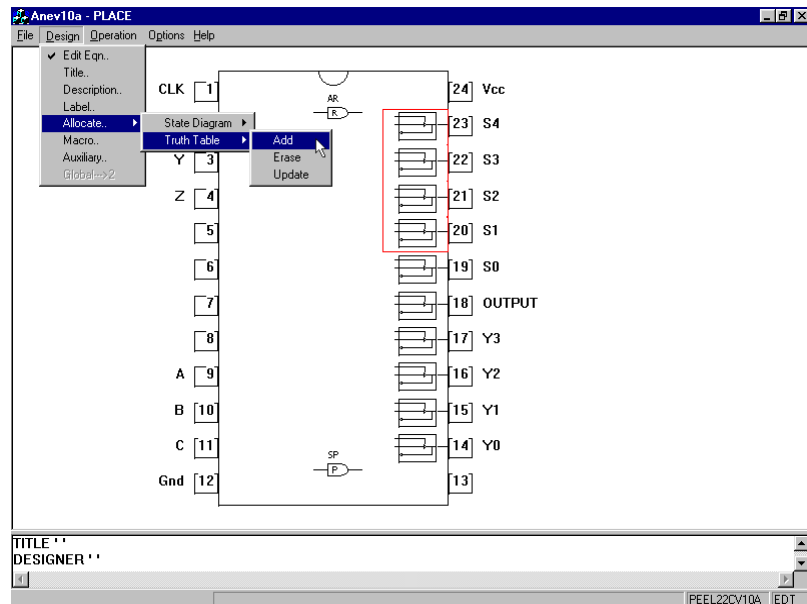 Anev10a - PLACE
File Design Operation Options Help
Edit Eqn..
Title..
Description..
Label..
Allocate..
Macro..
Auxiliary..
Global-->2
State Diagram
Truth Table
Add
Erase
Update
CLK 1
Y 3
Z 4
5
6
7
8
A 9
B 10
C 11
Gnd 12
AR
R
SP
P
24 Vcc
23 S4
22 S3
21 S2
20 S1
19 S0
18 OUTPUT
17 Y3
16 Y2
15 Y1
14 Y0
13
TITLE ' '
DESIGNER ' '
PEEL22CV10A EDT